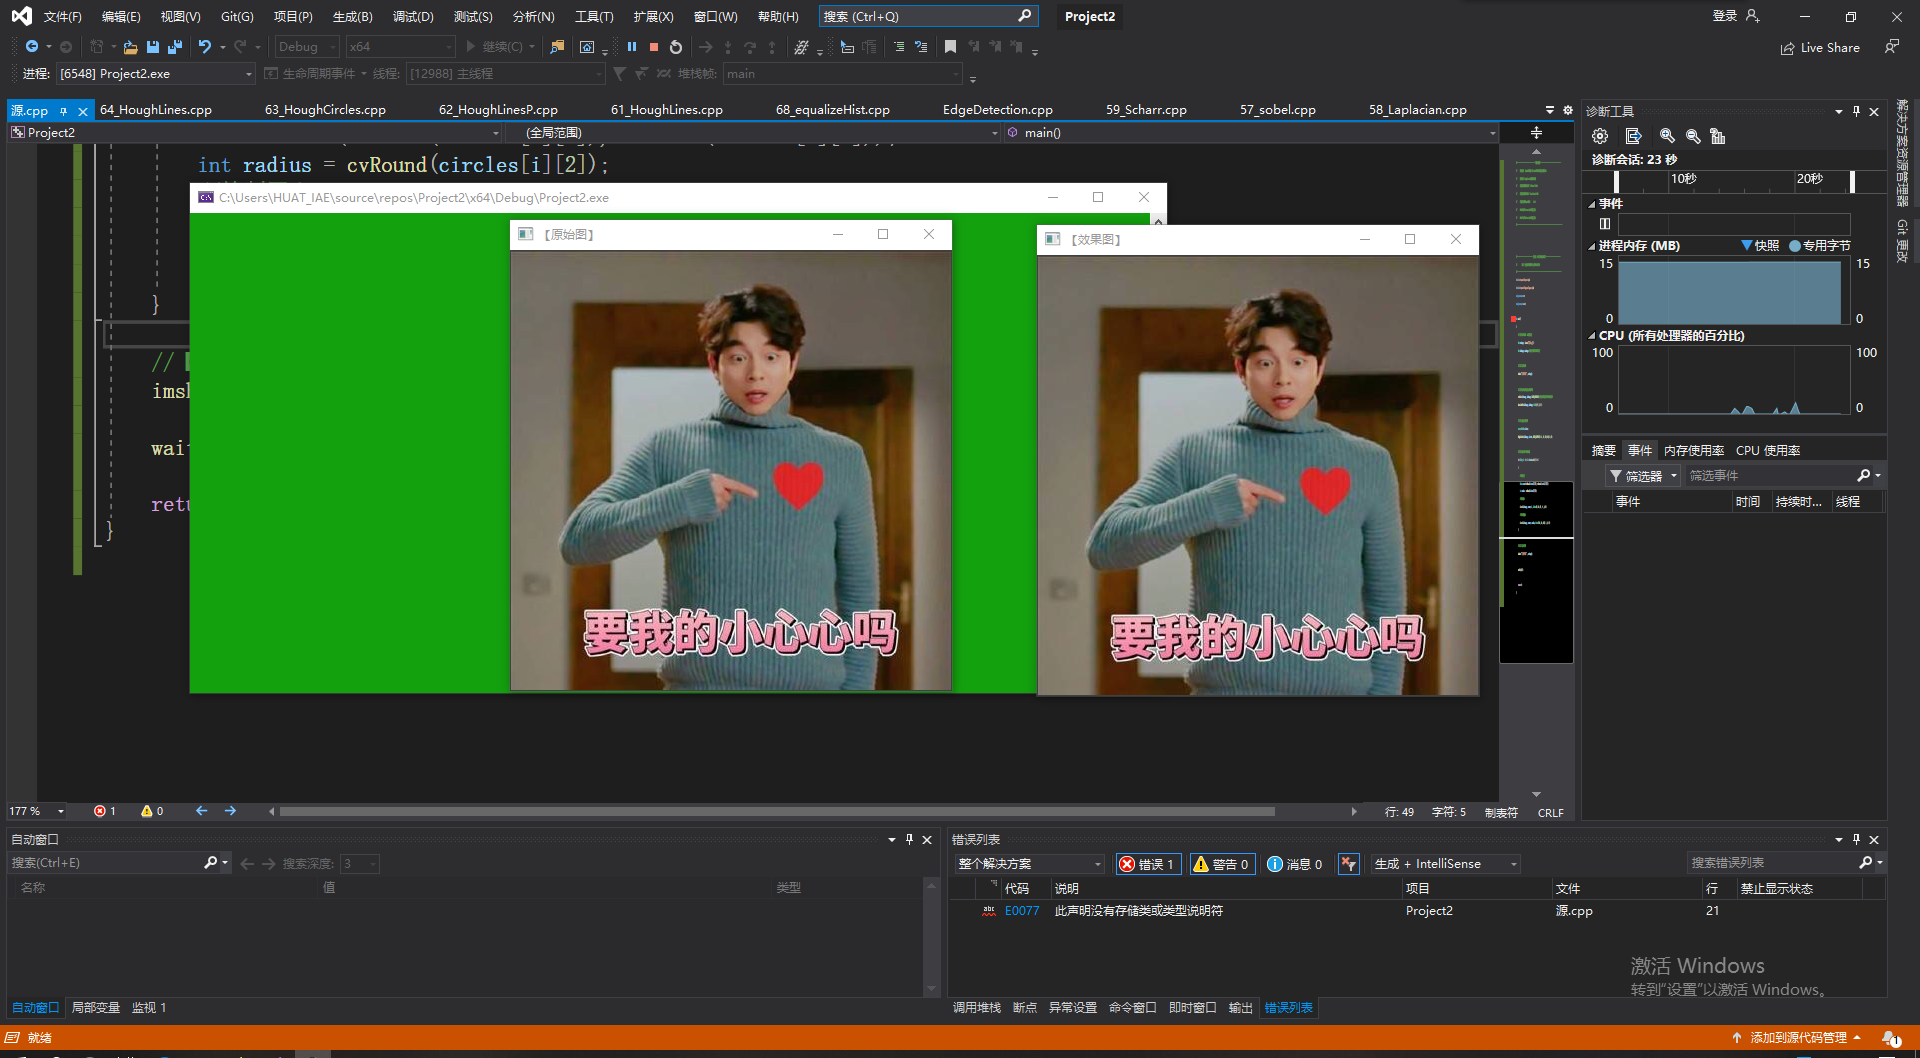 文件(F) 编辑(E) 视图(V) Git(G) 项目(P) 生成(B) 调试(D) 测试(S) 分析(N) 工具(T) 扩展(X) 窗口(W) 帮助(H) 搜索 (Ctrl+Q) Project2 登录
Debug x64 继续(C) Live Share
进程: [6548] Project2.exe 生命周期事件 线程: [12988] 主线程 堆栈帧: main
源.cpp 64_HoughLines.cpp 63_HoughCircles.cpp 62_HoughLinesP.cpp 61_HoughLines.cpp 68_equalizeHist.cpp EdgeDetection.cpp 59_Scharr.cpp 57_sobel.cpp 58_Laplacian.cpp
Project2 (全局范围) main()
int radius = cvRound(circles[i][2]);
C:\Users\HUAT_IAE\source\repos\Project2\x64\Debug\Project2.exe
【原始图】
【效果图】
}
//
imsh
wait
retu
}
要我的小心心吗
要我的小心心吗
177 % 1 0 行: 49 字符: 5 制表符 CRLF
诊断工具
诊断会话: 23 秒
10秒 20秒
事件
进程内存 (MB) 快照 专用字节
15 15
0 0
CPU (所有处理器的百分比)
100 100
0 0
摘要 事件 内存使用率 CPU 使用率
筛选器 筛选事件
事件 时间 持续时... 线程
解决方案资源管理器
Git 更改
自动窗口
搜索(Ctrl+E) 搜索深度: 3
名称 值 类型
自动窗口 局部变量 监视 1
错误列表
整个解决方案 错误 1 警告 0 消息 0 生成 + IntelliSense 搜索错误列表
代码 说明 项目 文件 行 禁止显示状态
abc E0077 此声明没有存储类或类型说明符 Project2 源.cpp 21
激活 Windows
转到"设置"以激活 Windows。
调用堆栈 断点 异常设置 命令窗口 即时窗口 输出 错误列表
就绪 添加到源代码管理 1